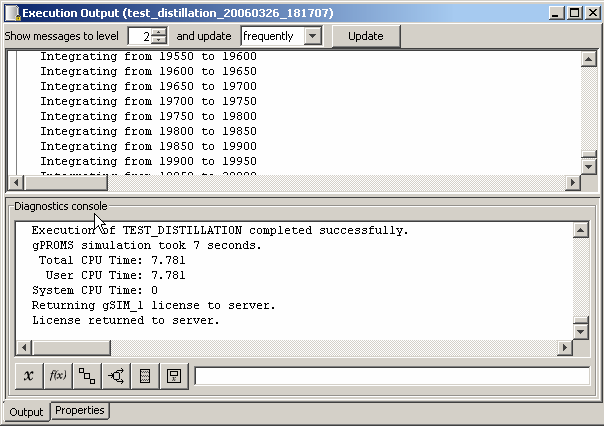 Execution Output (test_distillation_20060326_181707)
Show messages to level 2 and update frequently Update
Integrating from 19550 to 19600
Integrating from 19600 to 19650
Integrating from 19650 to 19700
Integrating from 19700 to 19750
Integrating from 19750 to 19800
Integrating from 19800 to 19850
Integrating from 19850 to 19900
Integrating from 19900 to 19950
Diagnostics console
Execution of TEST_DISTILLATION completed successfully.
gPROMS simulation took 7 seconds.
Total CPU Time: 7.781
User CPU Time: 7.781
System CPU Time: 0
Returning gSIM_1 license to server.
License returned to server.
x f(x)
Output Properties